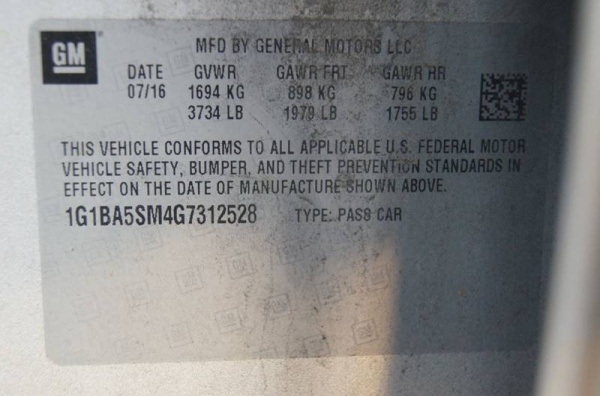 GM
MFD BY GENERAL MOTORS LLC
DATE GVWR GAWR FRT GAWR RR
07/16 1694 KG 898 KG 796 KG
3734 LB 1979 LB 1755 LB
THIS VEHICLE CONFORMS TO ALL APPLICABLE U.S. FEDERAL MOTOR
VEHICLE SAFETY, BUMPER, AND THEFT PREVENTION STANDARDS IN
EFFECT ON THE DATE OF MANUFACTURE SHOWN ABOVE.
1G1BA5SM4G7312528 TYPE: PASS CAR